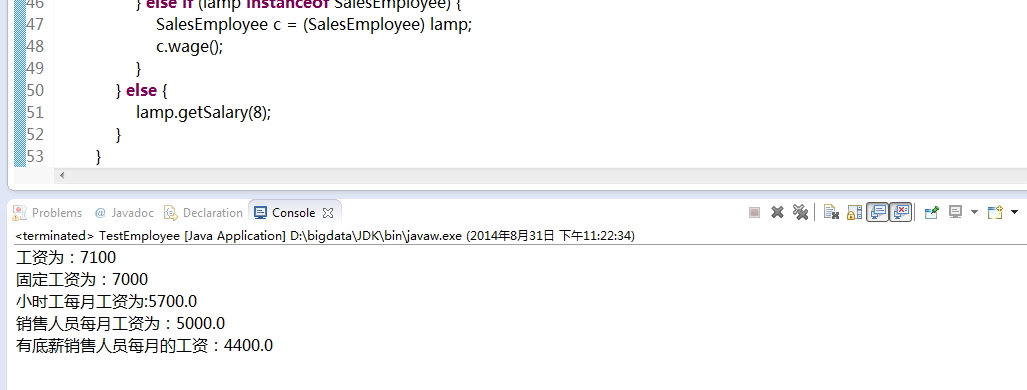 46 } else if (lamp instanceof SalesEmployee) {
47 SalesEmployee c = (SalesEmployee) lamp;
48 c.wage();
49 }
50 } else {
51 lamp.getSalary(8);
52 }
53 }
Problems @ Javadoc Declaration Console
<terminated> TestEmployee [Java Application] D:\bigdata\JDK\bin\javaw.exe (2014年8月31日 下午11:22:34)
工资为：7100
固定工资为：7000
小时工每月工资为:5700.0
销售人员每月工资为：5000.0
有底薪销售人员每月的工资：4400.0